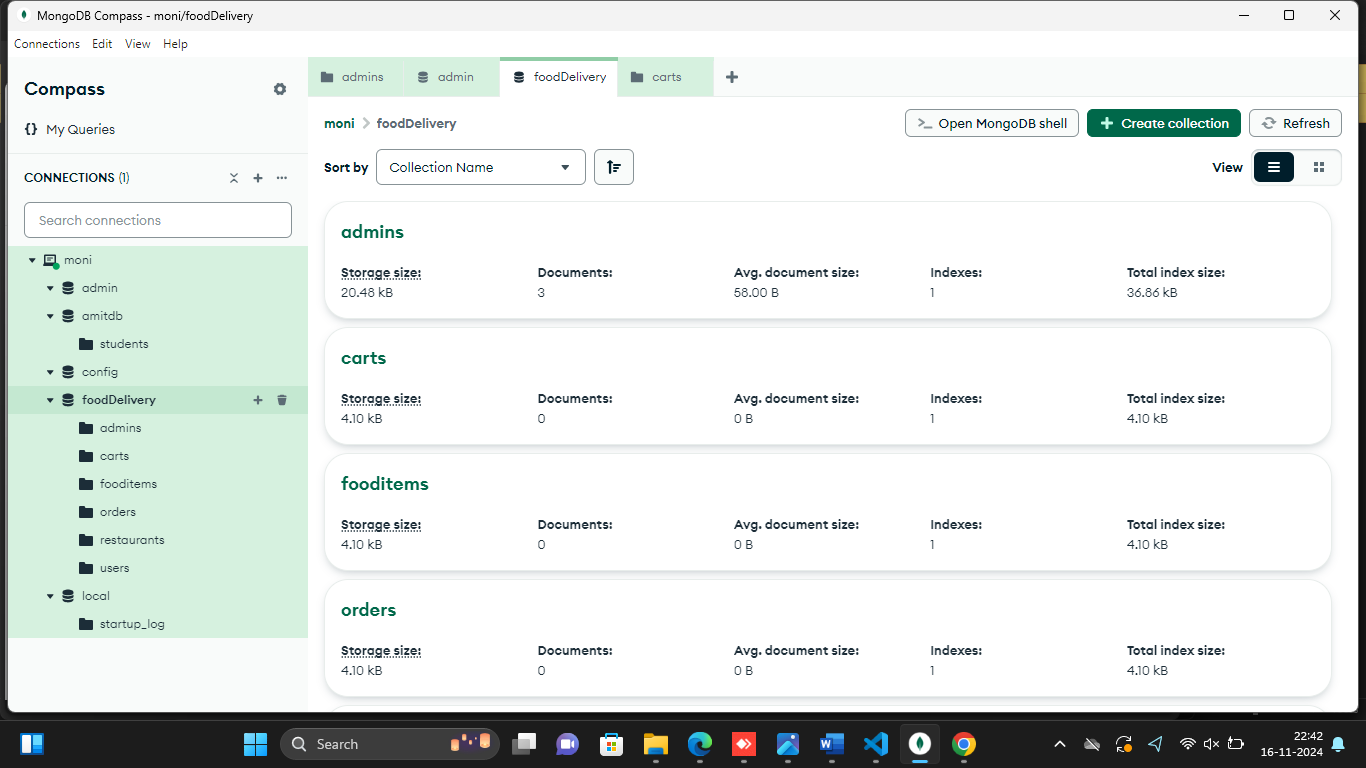 MongoDB Compass - moni/foodDelivery
Connections Edit View Help
Compass
{} My Queries
CONNECTIONS (1)
Search connections
moni
admin
amitdb
students
config
foodDelivery
admins
carts
fooditems
orders
restaurants
users
local
startup_log
admins admin foodDelivery carts
moni > foodDelivery
>_ Open MongoDB shell + Create collection Refresh
Sort by Collection Name View
admins
Storage size: Documents: Avg. document size: Indexes: Total index size:
20.48 kB 3 58.00 B 1 36.86 kB
carts
Storage size: Documents: Avg. document size: Indexes: Total index size:
4.10 kB 0 0 B 1 4.10 kB
fooditems
Storage size: Documents: Avg. document size: Indexes: Total index size:
4.10 kB 0 0 B 1 4.10 kB
orders
Storage size: Documents: Avg. document size: Indexes: Total index size:
4.10 kB 0 0 B 1 4.10 kB
Search
22:42
16-11-2024